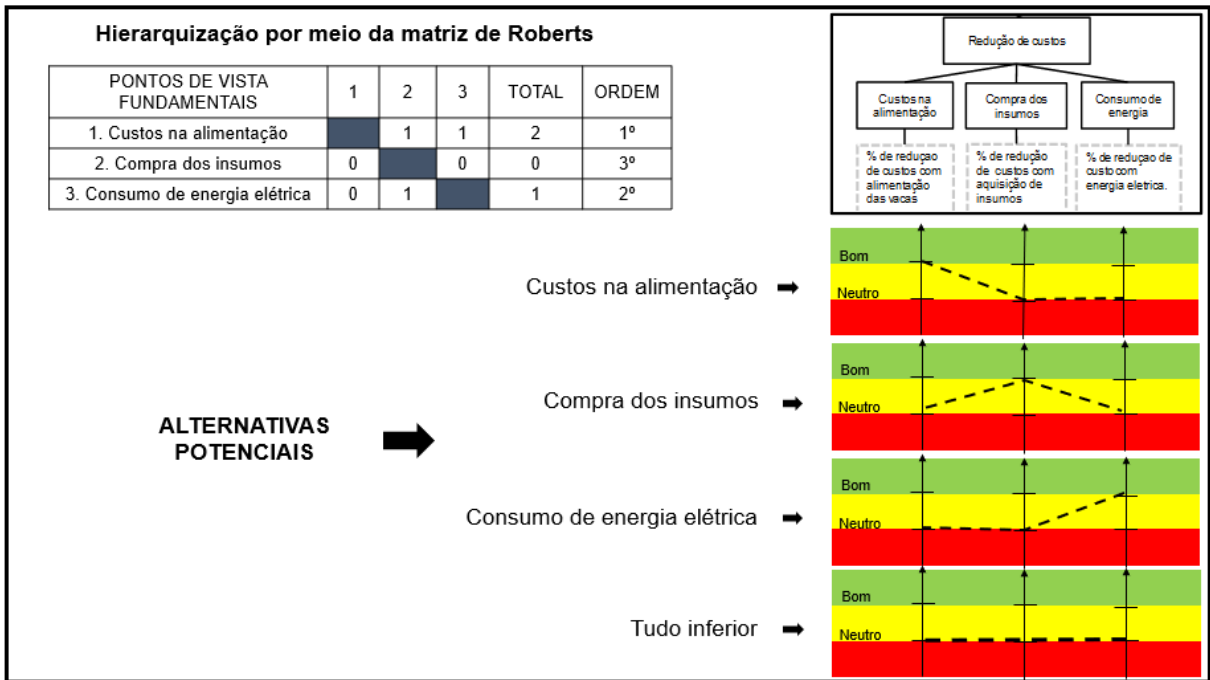 Hierarquização por meio da matriz de Roberts
PONTOS DE VISTA
FUNDAMENTAIS
1
2
3
TOTAL
ORDEM
1. Custos na alimentação
1
1
2
1º
2. Compra dos insumos
0
0
0
3º
3. Consumo de energia elétrica
0
1
1
2º
Redução de custos
Custos na
alimentação
Compra dos
insumos
Consumo de
energia
% de reduçao
de custos com
alimentação
das vacas
% de redução
de custos com
aquisição de
insumos
% de reduçao de
custo com
energia eletrica.
ALTERNATIVAS
POTENCIAIS
Custos na alimentação
Bom
Neutro
Compra dos insumos
Bom
Neutro
Consumo de energia elétrica
Bom
Neutro
Tudo inferior
Bom
Neutro